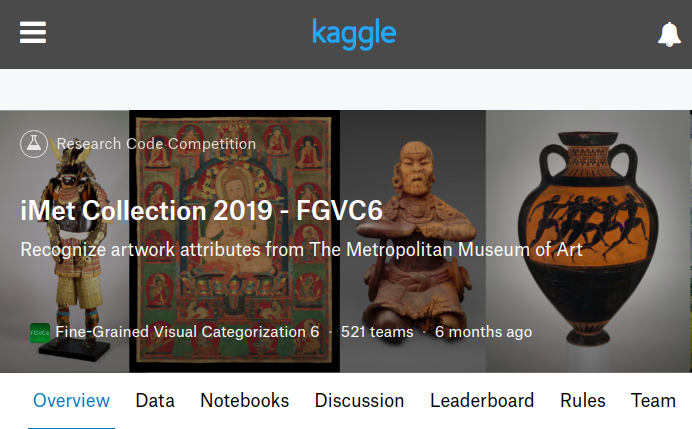 kaggle
Research Code Competition
iMet Collection 2019 - FGVC6
Recognize artwork attributes from The Metropolitan Museum of Art
FGVC6 Fine-Grained Visual Categorization 6 · 521 teams · 6 months ago
Overview Data Notebooks Discussion Leaderboard Rules Team